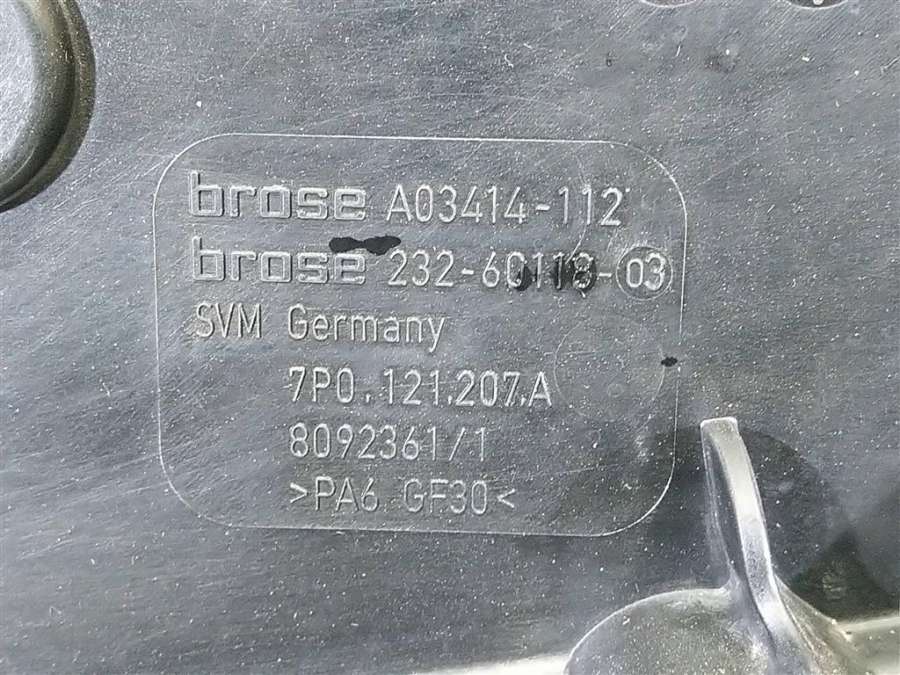 brose A03414-112
brose 232-60118-03
SVM Germany
7P0.121.207.A
8092361/1
>PA6 GF30<